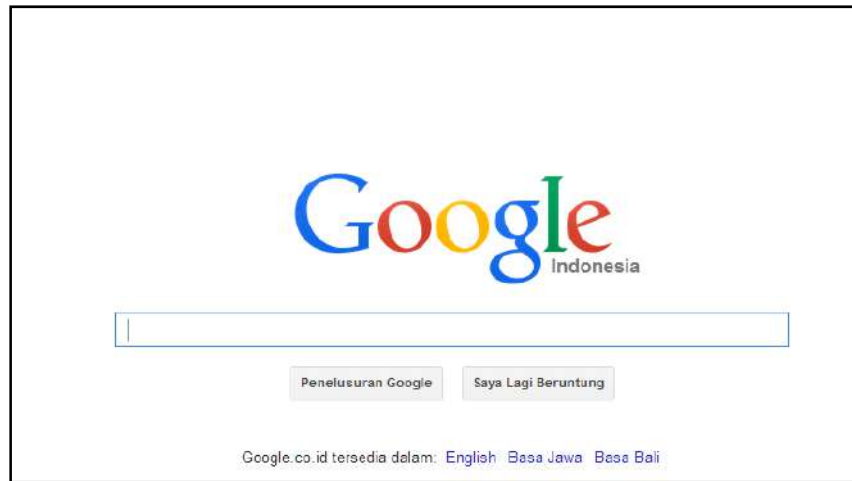 Google
Indonesia
Penelusuran Google Saya Lagi Beruntung
Google.co.id tersedia dalam: English Basa Jawa Basa Bali